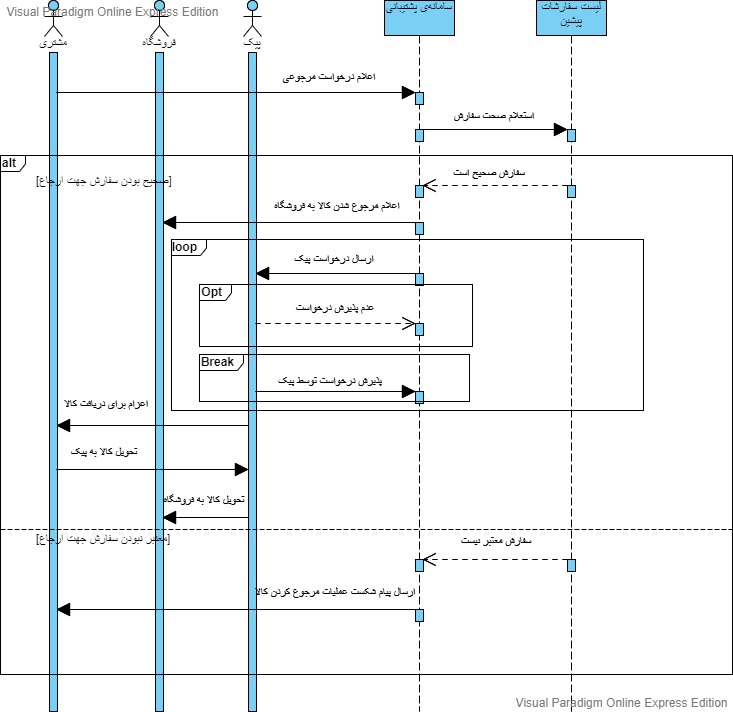 Visual Paradigm Online Express Edition
مشتری
فروشگاه
پیک
سامانه‌ی پشتیبانی
لیست سفارشات
پیشین
اعلام درخواست مرجوعی
استعلام صحت سفارش
alt
[صحیح بودن سفارش جهت ارجاع]
سفارش صحیح است
اعلام مرجوع شدن کالا به فروشگاه
loop
ارسال درخواست پیک
Opt
عدم پذیرش درخواست
Break
پذیرش درخواست توسط پیک
اعزام برای دریافت کالا
تحویل کالا به پیک
تحویل کالا به فروشگاه
[معتبر نبودن سفارش جهت ارجاع]
سفارش معتبر نیست
ارسال پیام شکست عملیات مرجوع کردن کالا
Visual Paradigm Online Express Edition